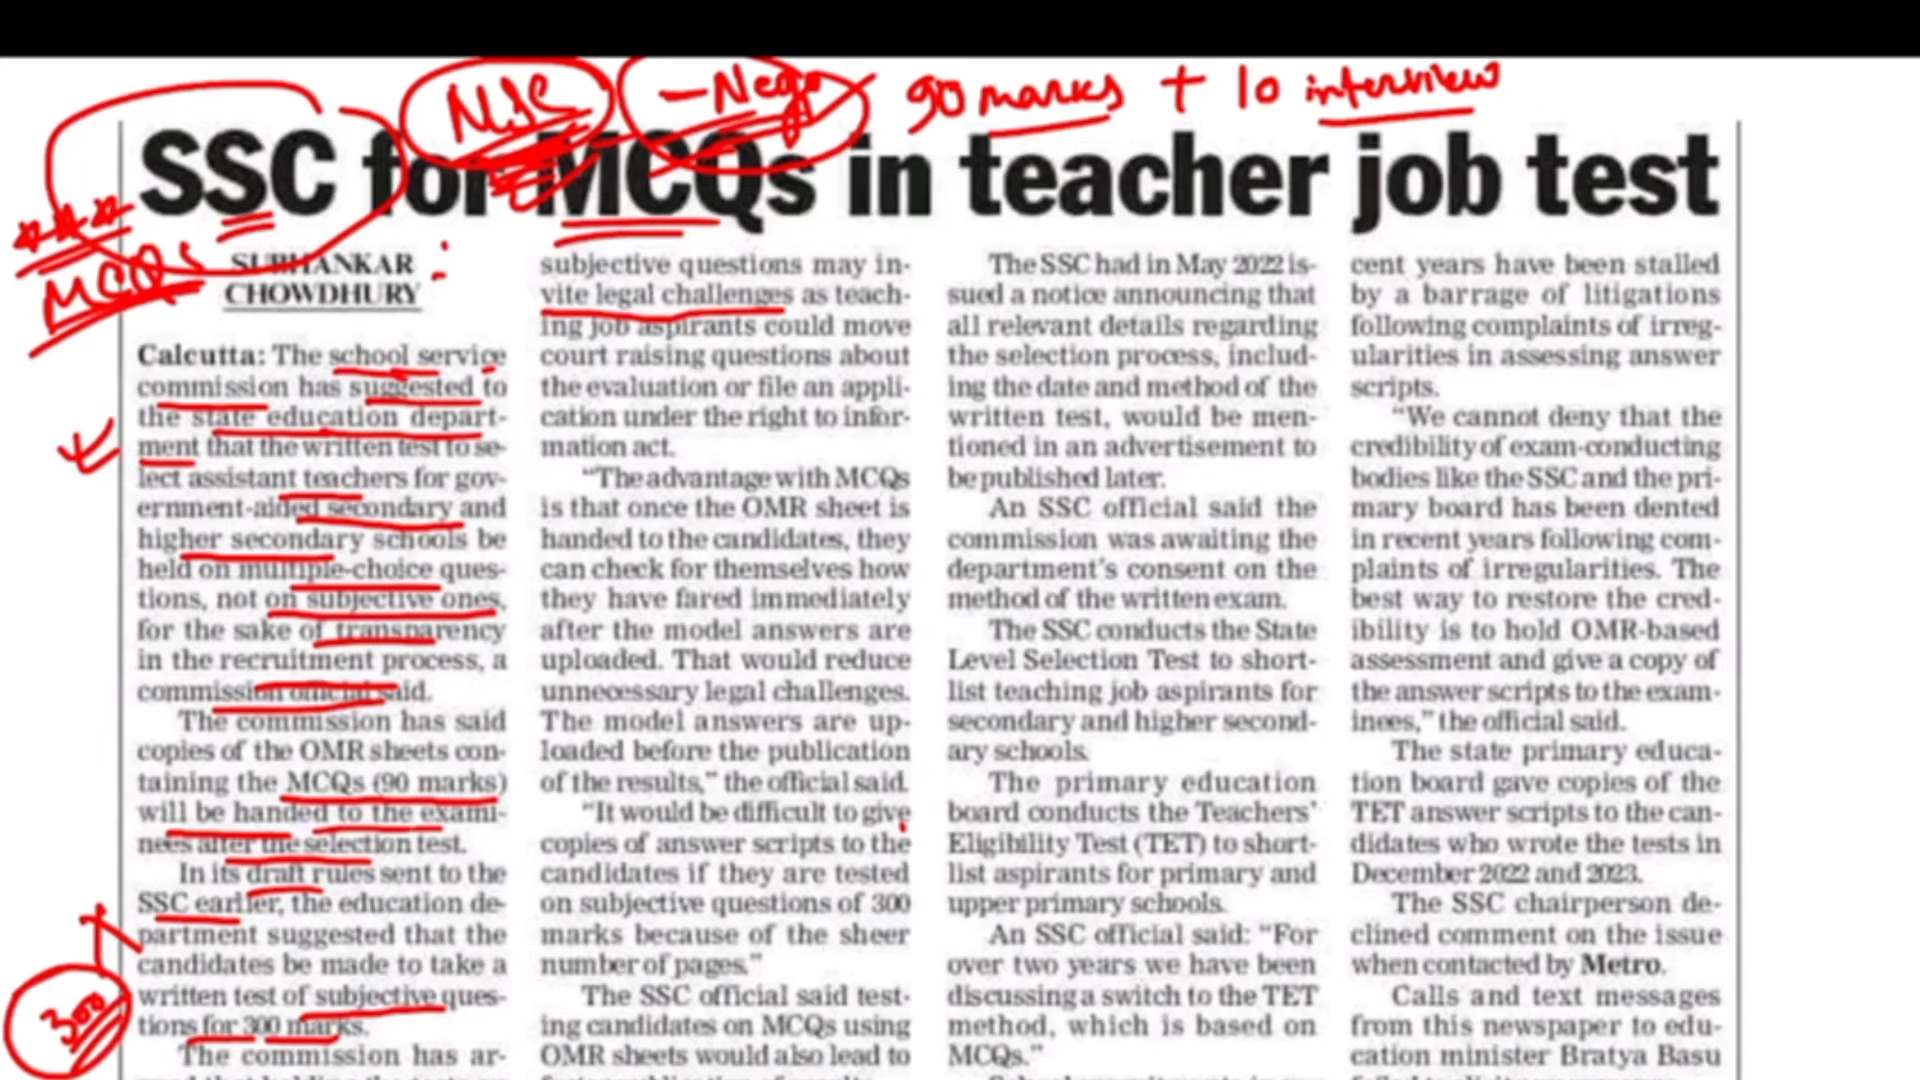 NSC
-Nego
90 marks + 10 interview
SSC for MCQs in teacher job test
***
MCQs
SUBHANKAR
CHOWDHURY
Calcutta: The school service
commission has suggested to
the state education depart-
ment that the written test to se-
lect assistant teachers for gov-
ernment-aided secondary and
higher secondary schools be
held on multiple-choice ques-
tions, not on subjective ones,
for the sake of transparency
in the recruitment process, a
commission official said.
The commission has said
copies of the OMR sheets con-
taining the MCQs (90 marks)
will be handed to the exami-
nees after the selection test.
In its draft rules sent to the
SSC earlier, the education de-
partment suggested that the
candidates be made to take a
written test of subjective ques-
tions for 300 marks.
300
The commission has ar-
subjective questions may in-
vite legal challenges as teach-
ing job aspirants could move
court raising questions about
the evaluation or file an appli-
cation under the right to infor-
mation act.
“The advantage with MCQs
is that once the OMR sheet is
handed to the candidates, they
can check for themselves how
they have fared immediately
after the model answers are
uploaded. That would reduce
unnecessary legal challenges.
The model answers are up-
loaded before the publication
of the results,” the official said.
“It would be difficult to give
copies of answer scripts to the
candidates if they are tested
on subjective questions of 300
marks because of the sheer
number of pages.”
The SSC official said test-
ing candidates on MCQs using
OMR sheets would also lead to
The SSC had in May 2022 is-
sued a notice announcing that
all relevant details regarding
the selection process, includ-
ing the date and method of the
written test, would be men-
tioned in an advertisement to
be published later.
An SSC official said the
commission was awaiting the
department’s consent on the
method of the written exam.
The SSC conducts the State
Level Selection Test to short-
list teaching job aspirants for
secondary and higher second-
ary schools.
The primary education
board conducts the Teachers’
Eligibility Test (TET) to short-
list aspirants for primary and
upper primary schools.
An SSC official said: “For
over two years we have been
discussing a switch to the TET
method, which is based on
MCQs.”
cent years have been stalled
by a barrage of litigations
following complaints of irreg-
ularities in assessing answer
scripts.
“We cannot deny that the
credibility of exam-conducting
bodies like the SSC and the pri-
mary board has been dented
in recent years following com-
plaints of irregularities. The
best way to restore the cred-
ibility is to hold OMR-based
assessment and give a copy of
the answer scripts to the exam-
inees,” the official said.
The state primary educa-
tion board gave copies of the
TET answer scripts to the can-
didates who wrote the tests in
December 2022 and 2023.
The SSC chairperson de-
clined comment on the issue
when contacted by Metro.
Calls and text messages
from this newspaper to edu-
cation minister Bratya Basu